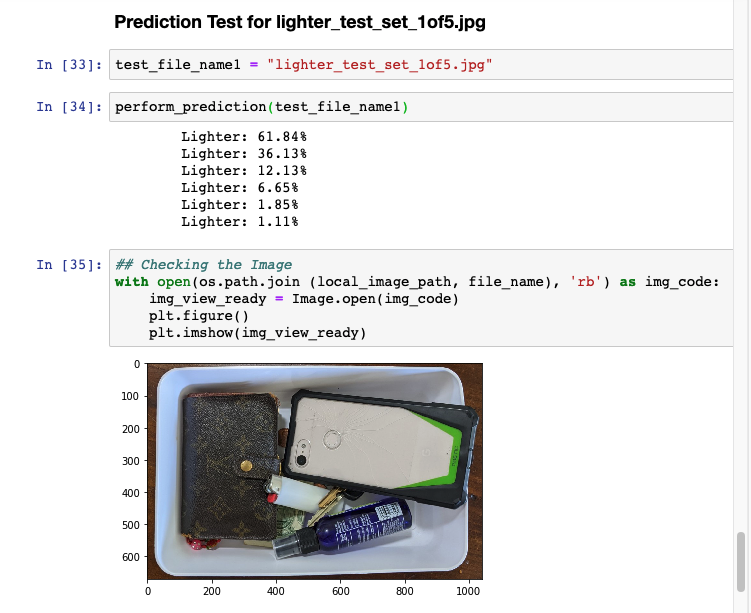 Prediction Test for lighter_test_set_1of5.jpg
In [33]: test_file_name1 = "lighter_test_set_1of5.jpg"
In [34]: perform_prediction(test_file_name1)
Lighter: 61.84%
Lighter: 36.13%
Lighter: 12.13%
Lighter: 6.65%
Lighter: 1.85%
Lighter: 1.11%
In [35]: ## Checking the Image
with open(os.path.join (local_image_path, file_name), 'rb') as img_code:
    img_view_ready = Image.open(img_code)
    plt.figure()
    plt.imshow(img_view_ready)
0
100
200
300
400
500
600
0 200 400 600 800 1000